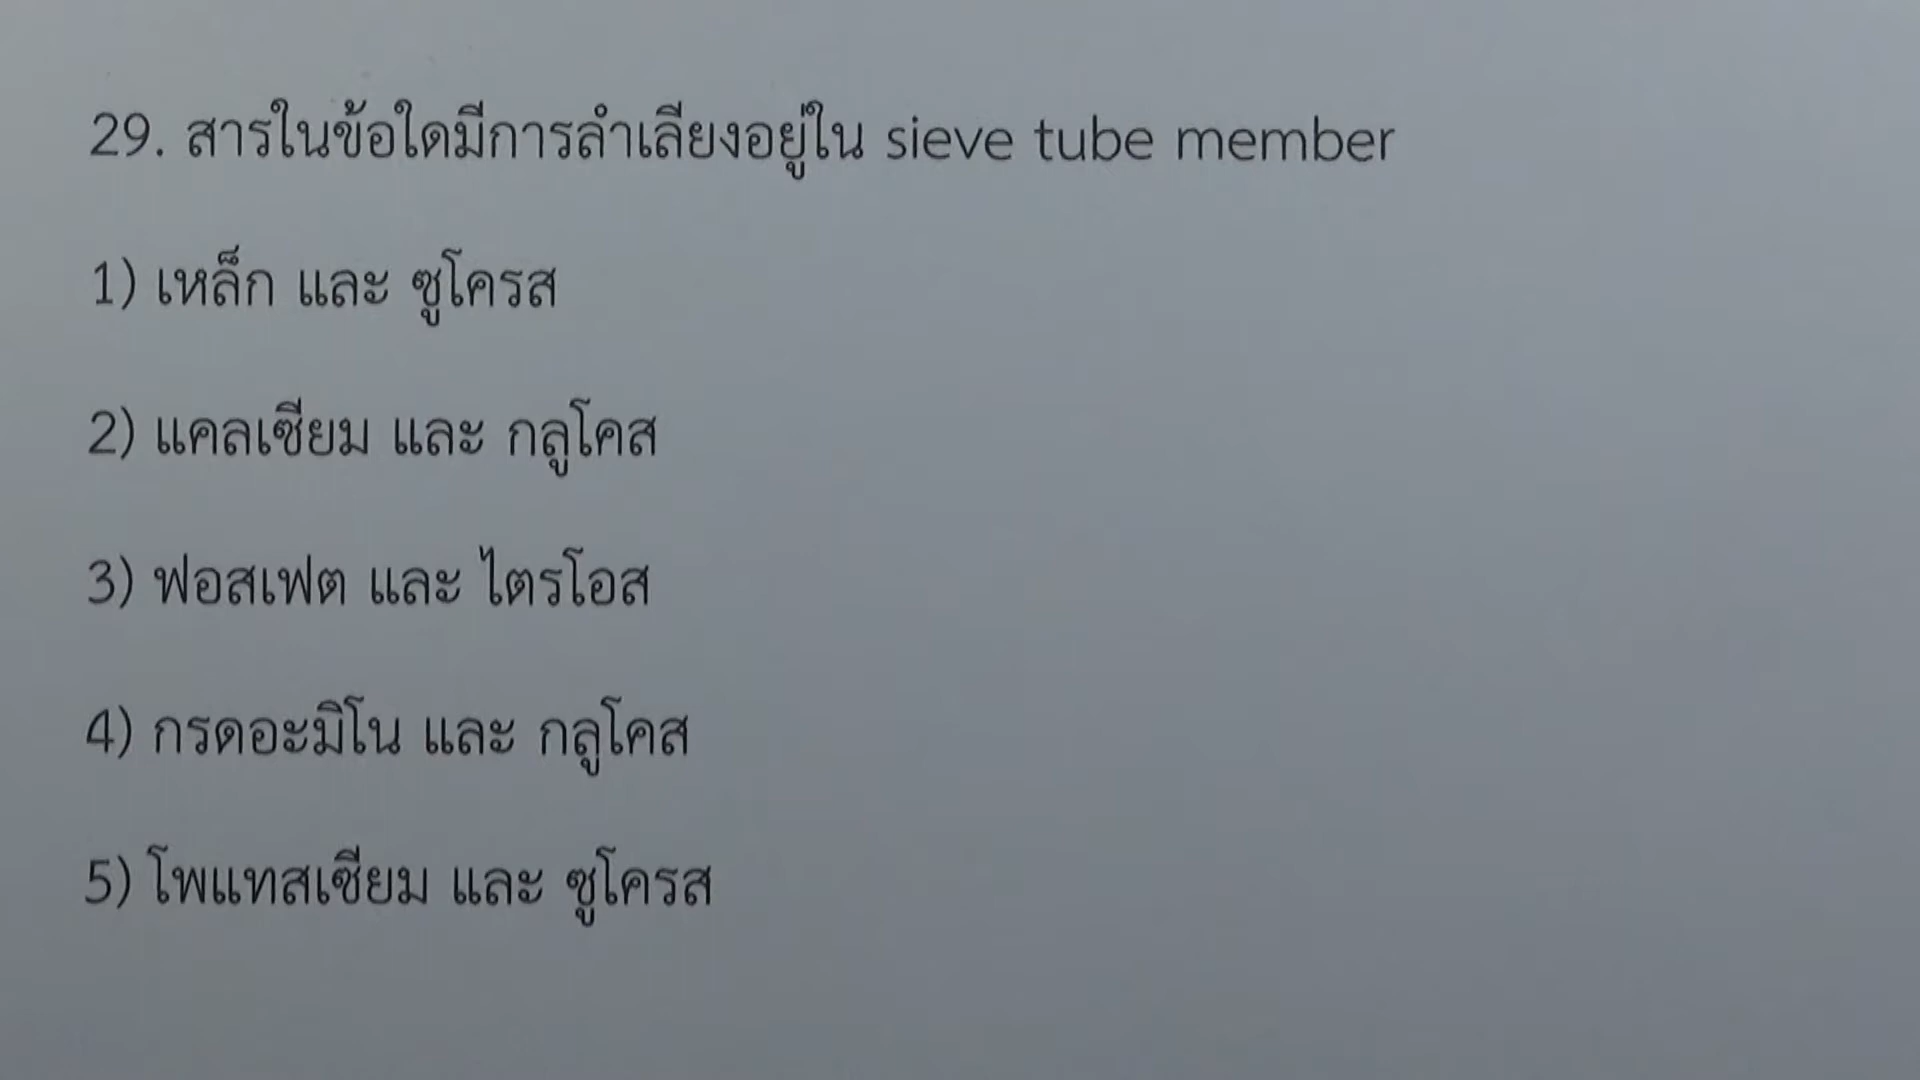 29. สารในข้อใดมีการลำเลียงอยู่ใน sieve tube member
1) เหล็ก และ ซูโครส
2) แคลเซียม และ กลูโคส
3) ฟอสเฟต และ ไตรโอส
4) กรดอะมิโน และ กลูโคส
5) โพแทสเซียม และ ซูโครส